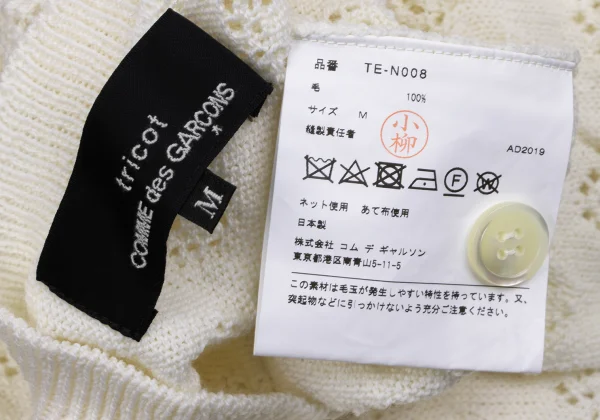 tricot
COMME des GARÇONS
M
品番 TE-N008
毛 100%
サイズ M
縫製責任者
小柳
AD2019
F
W
ネット使用 あて布使用
日本製
株式会社 コム デ ギャルソン
東京都港区南青山5-11-5
この素材は毛玉が発生しやすい特性を持っています。又、
突起物などに引っかけないよう充分ご注意ください。